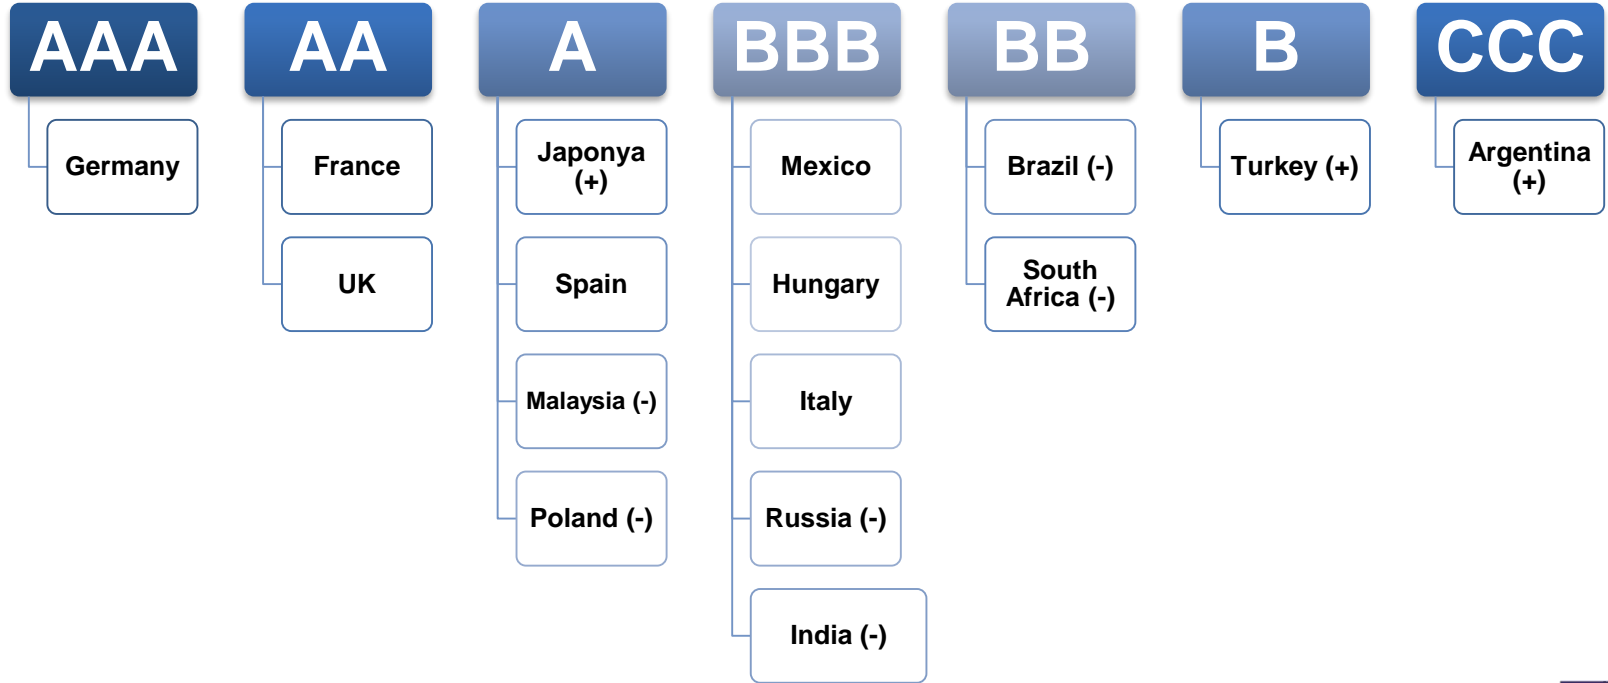 AAA
Germany
AA
France
UK
A
Japonya
(+)
Spain
Malaysia (-)
Poland (-)
BBB
Mexico
Hungary
Italy
Russia (-)
India (-)
BB
Brazil (-)
South
Africa (-)
B
Turkey (+)
CCC
Argentina
(+)